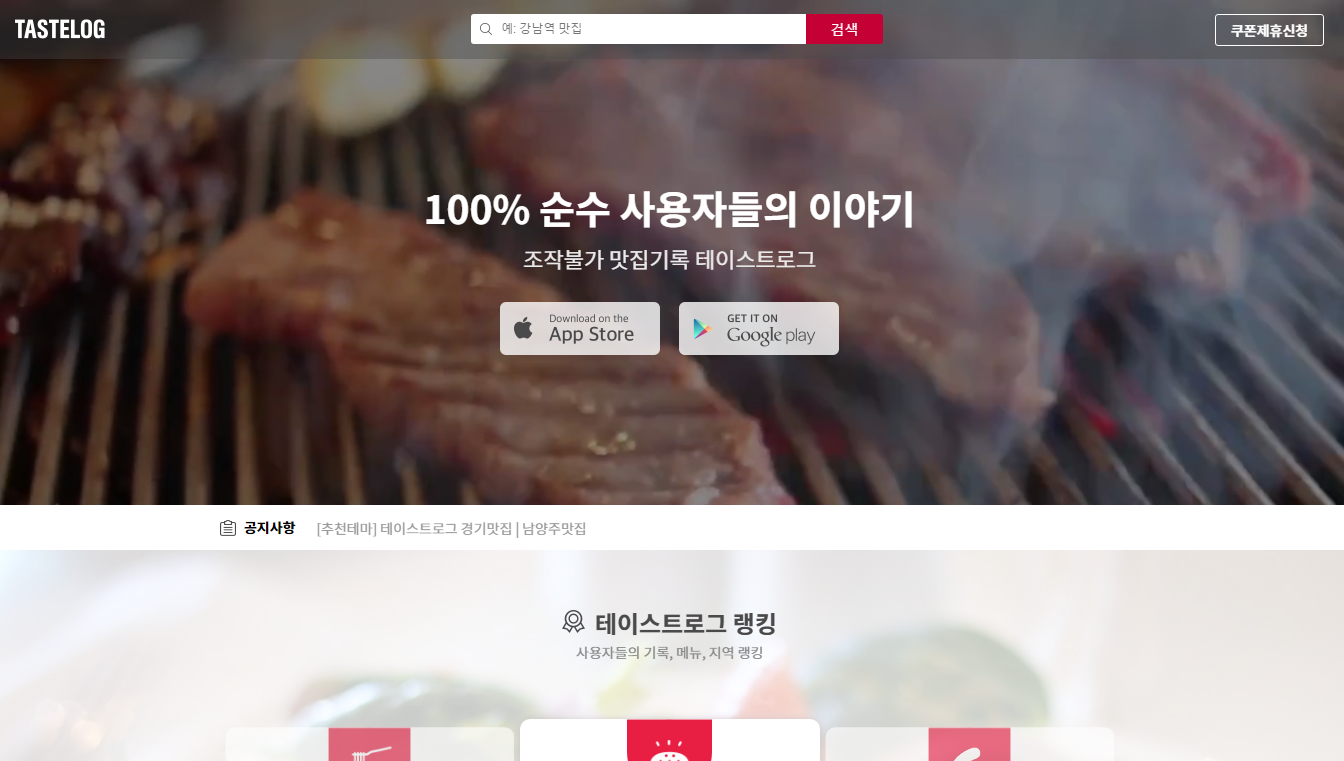 TASTELOG
예: 강남역 맛집
검색
쿠폰제휴신청
100% 순수 사용자들의 이야기
조작불가 맛집기록 테이스트로그
Download on the
App Store
GET IT ON
Google play
공지사항 [추천테마] 테이스트로그 경기맛집 | 남양주맛집
테이스트로그 랭킹
사용자들의 기록, 메뉴, 지역 랭킹